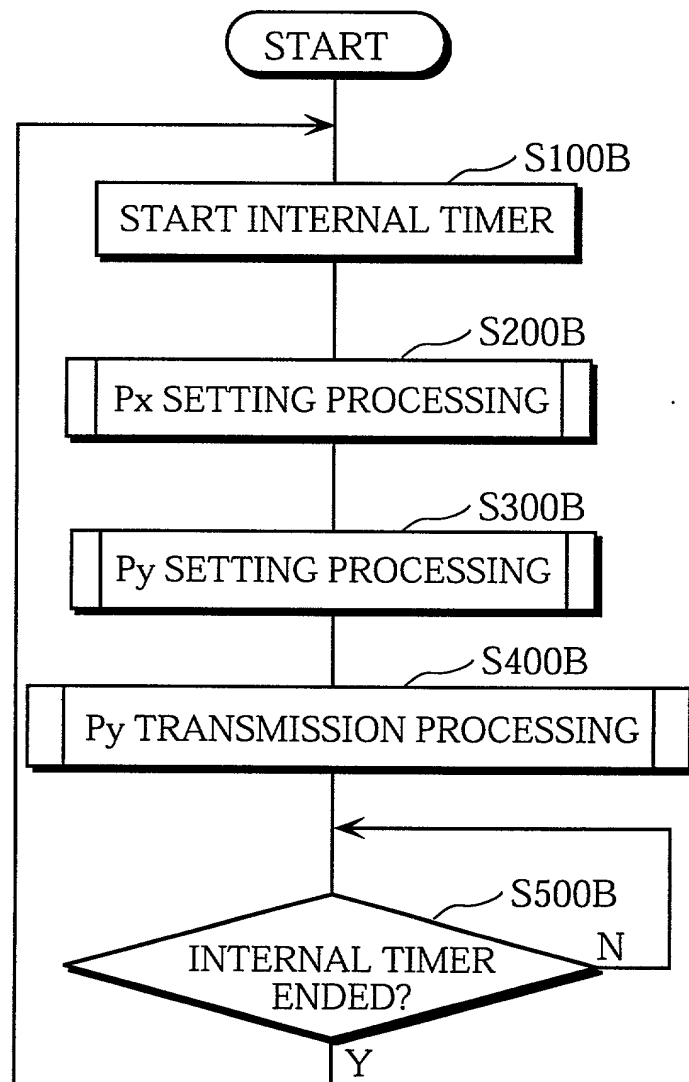 START
S100B
START INTERNAL TIMER
S200B
Px SETTING PROCESSING
S300B
Py SETTING PROCESSING
S400B
Py TRANSMISSION PROCESSING
S500B
INTERNAL TIMER
ENDED?
N
Y